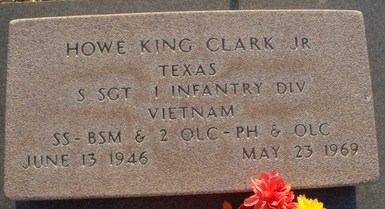 HOWE KING CLARK JR
TEXAS
S SGT 1 INFANTRY DIV
VIETNAM
SS - BSM & 2 OLC - PH & OLC
JUNE 13 1946 MAY 23 1969